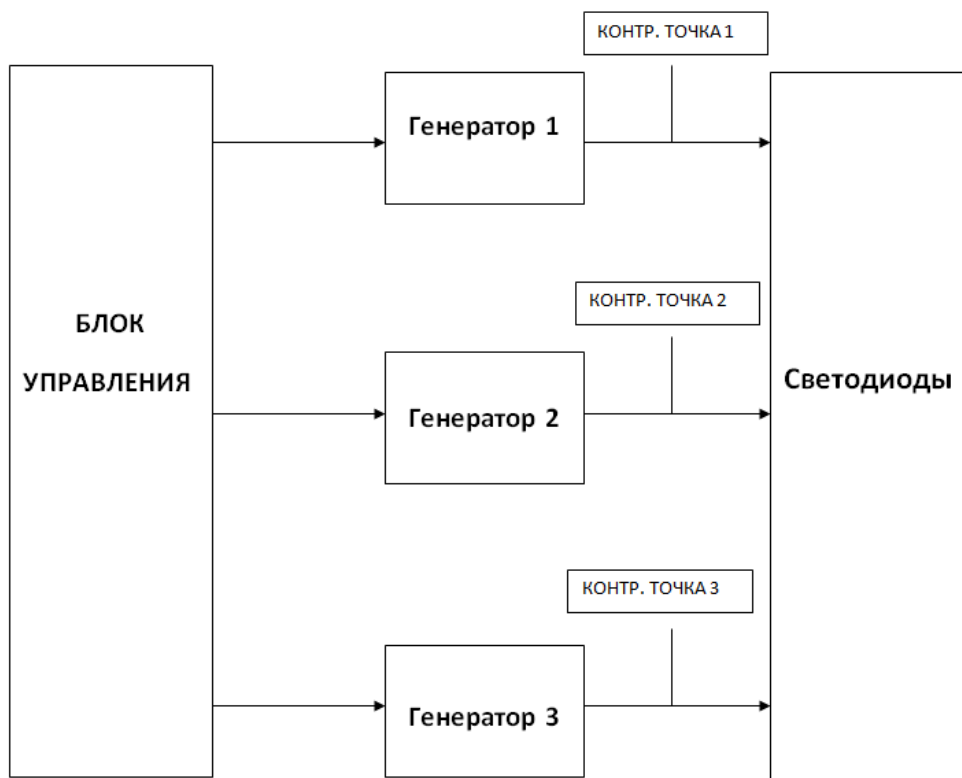 КОНТР. ТОЧКА 1
Генератор 1
КОНТР. ТОЧКА 2
БЛОК
УПРАВЛЕНИЯ
Генератор 2
Светодиоды
КОНТР. ТОЧКА 3
Генератор 3